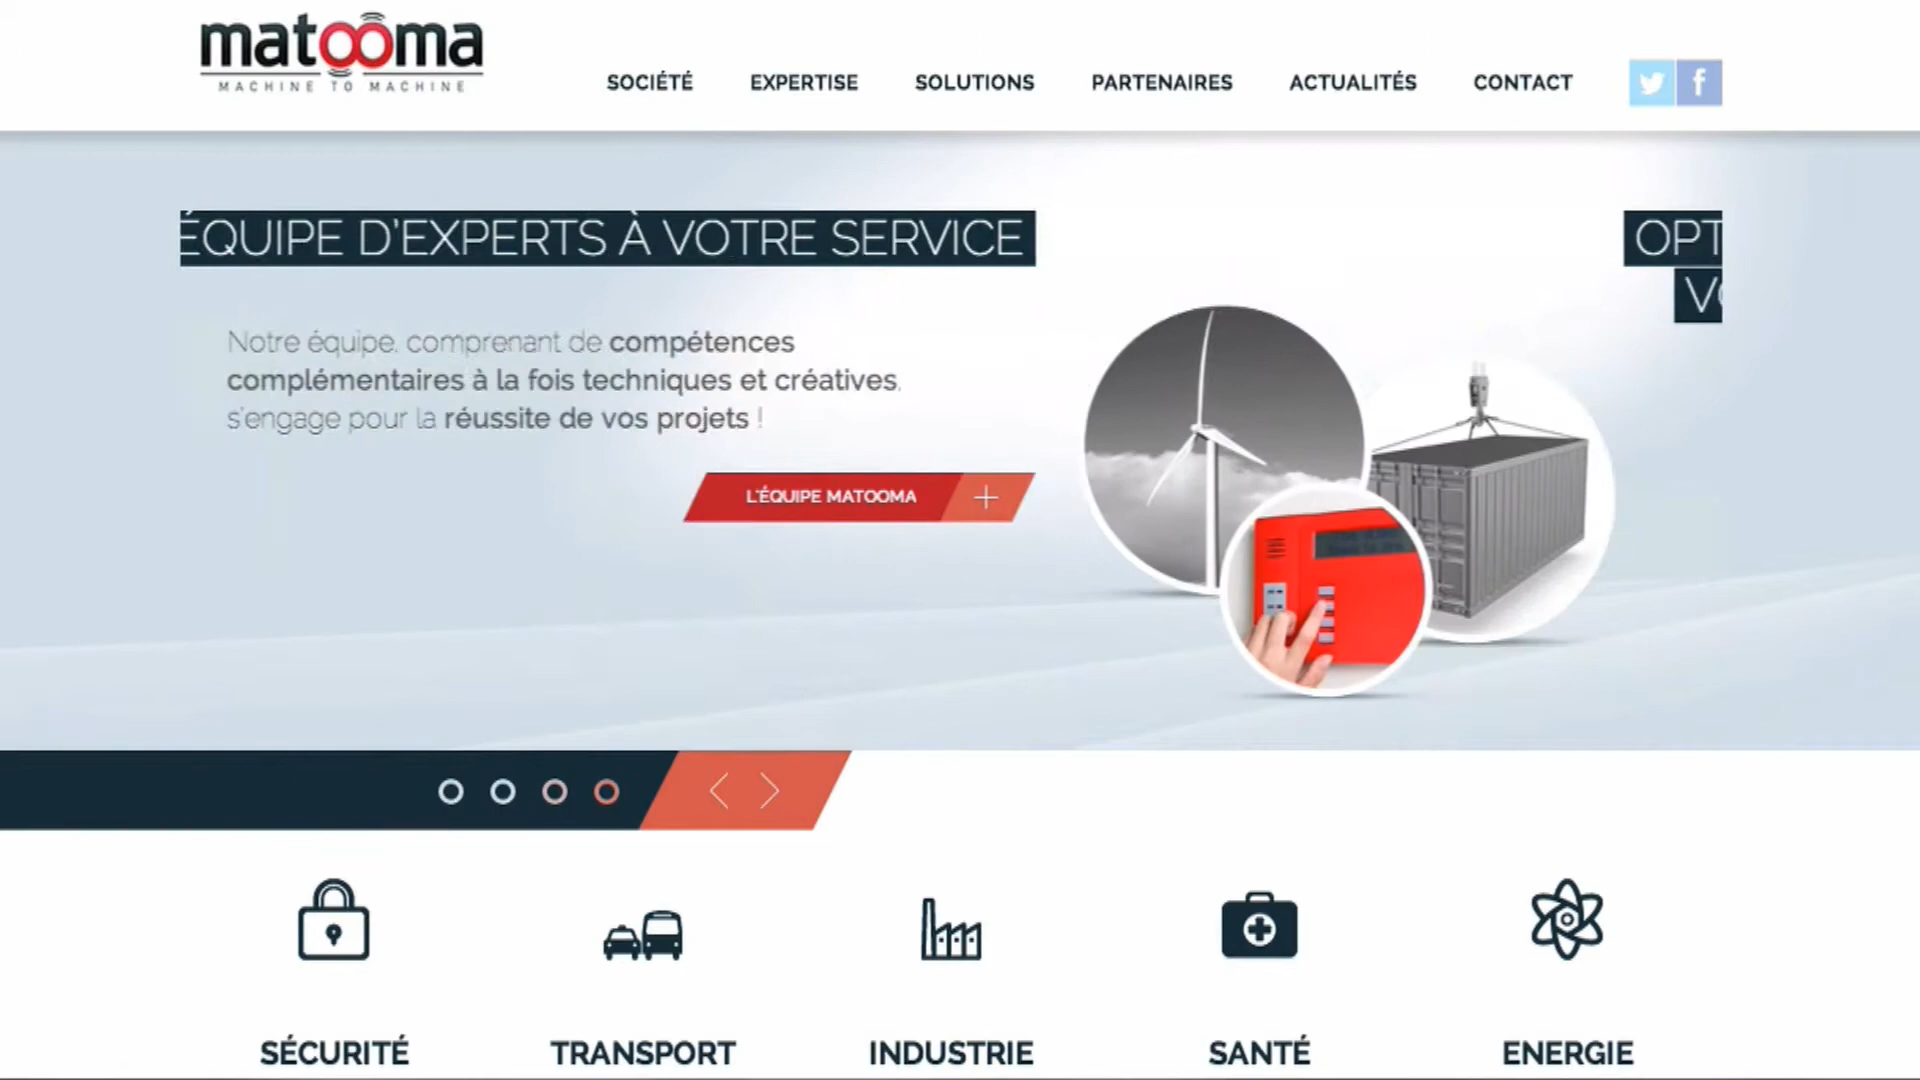 matooma
MACHINE TO MACHINE
SOCIÉTÉ
EXPERTISE
SOLUTIONS
PARTENAIRES
ACTUALITÉS
CONTACT
ÉQUIPE D'EXPERTS À VOTRE SERVICE
OPT
VO
Notre équipe, comprenant de compétences
complémentaires à la fois techniques et créatives,
s'engage pour la réussite de vos projets !
L'ÉQUIPE MATOOMA
SÉCURITÉ
TRANSPORT
INDUSTRIE
SANTÉ
ENERGIE